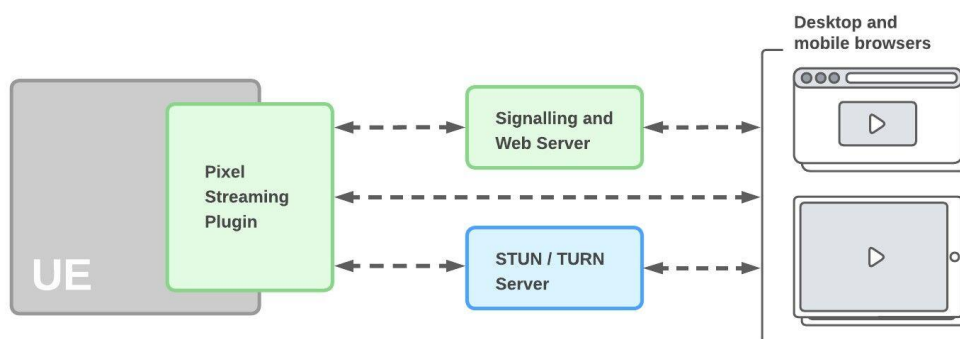 Desktop and
mobile browsers
Signalling and
Web Server
Pixel
Streaming
Plugin
STUN / TURN
Server
UE